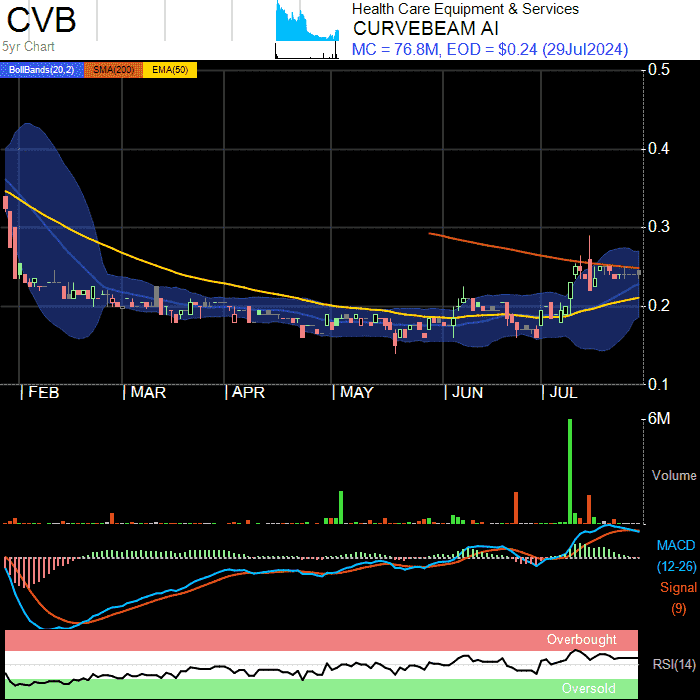 CVB
5yr Chart
Health Care Equipment & Services
CURVEBEAM AI
MC = 76.8M, EOD = $0.24 (29Jul2024)
BollBands(20,2) SMA(200) EMA(50)
0.5
0.4
0.3
0.2
0.1
FEB MAR APR MAY JUN JUL
6M
Volume
MACD
(12-26)
Signal
(9)
Overbought
RSI(14)
Oversold